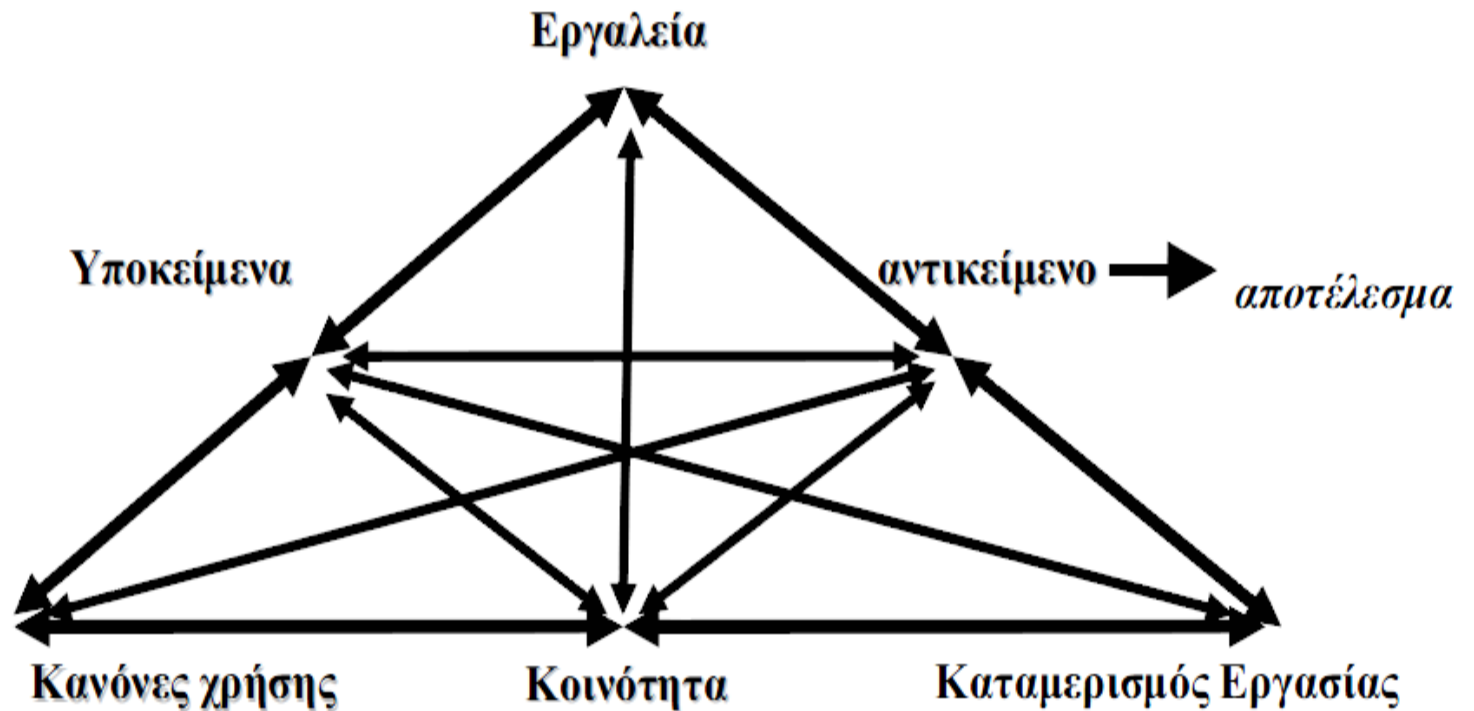 Εργαλεία
Υποκείμενα
αντικείμενο
αποτέλεσμα
Κανόνες χρήσης
Κοινότητα
Καταμερισμός Εργασίας